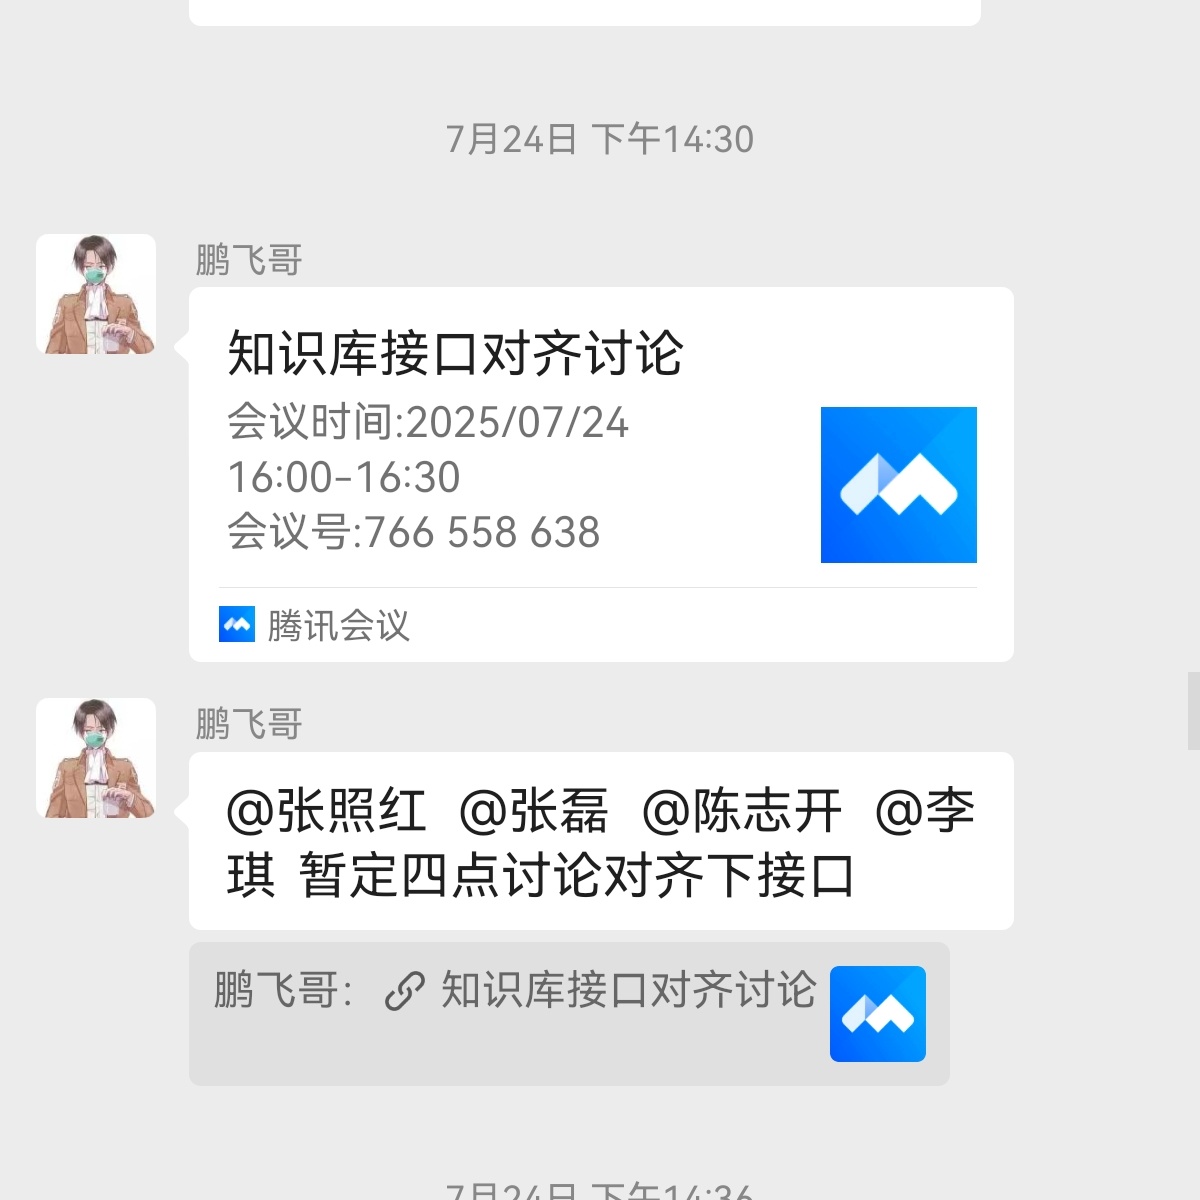 7月24日 下午14:30
鹏飞哥
知识库接口对齐讨论
会议时间:2025/07/24
16:00-16:30
会议号:766 558 638
腾讯会议
鹏飞哥
@张照红 @张磊 @陈志开 @李
琪 暂定四点讨论对齐下接口
鹏飞哥： 知识库接口对齐讨论
7月24日 下午14:36